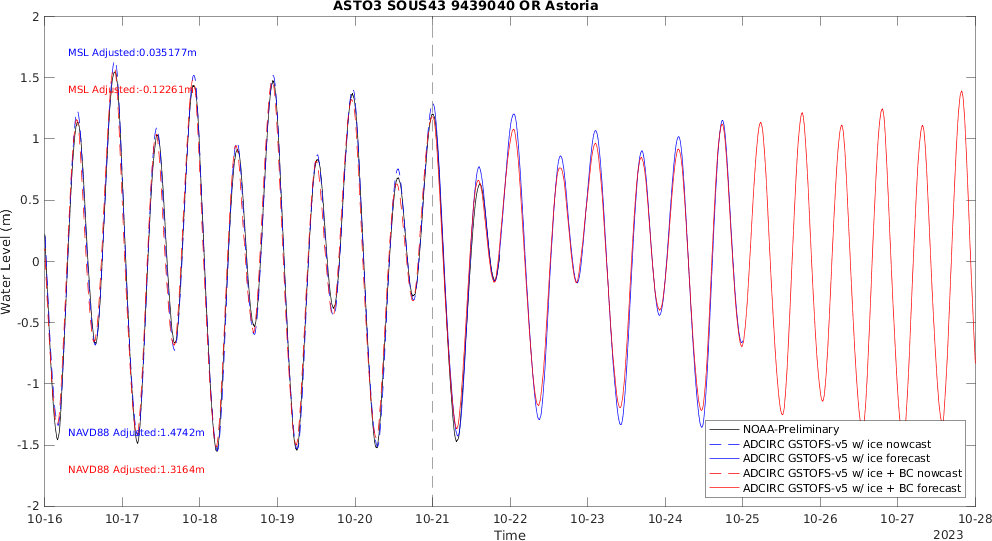 ASTO3 SOUS43 9439040 OR Astoria
2
1.5
1
0.5
0
-0.5
-1
-1.5
-2
Water Level (m)
MSL Adjusted:0.035177m
MSL Adjusted:-0.12261m
NAVD88 Adjusted:1.4742m
NAVD88 Adjusted:1.3164m
NOAA-Preliminary
ADCIRC GSTOFS-v5 w/ ice nowcast
ADCIRC GSTOFS-v5 w/ ice forecast
ADCIRC GSTOFS-v5 w/ ice + BC nowcast
ADCIRC GSTOFS-v5 w/ ice + BC forecast
10-16 10-17 10-18 10-19 10-20 10-21 10-22 10-23 10-24 10-25 10-26 10-27 10-28
Time
2023